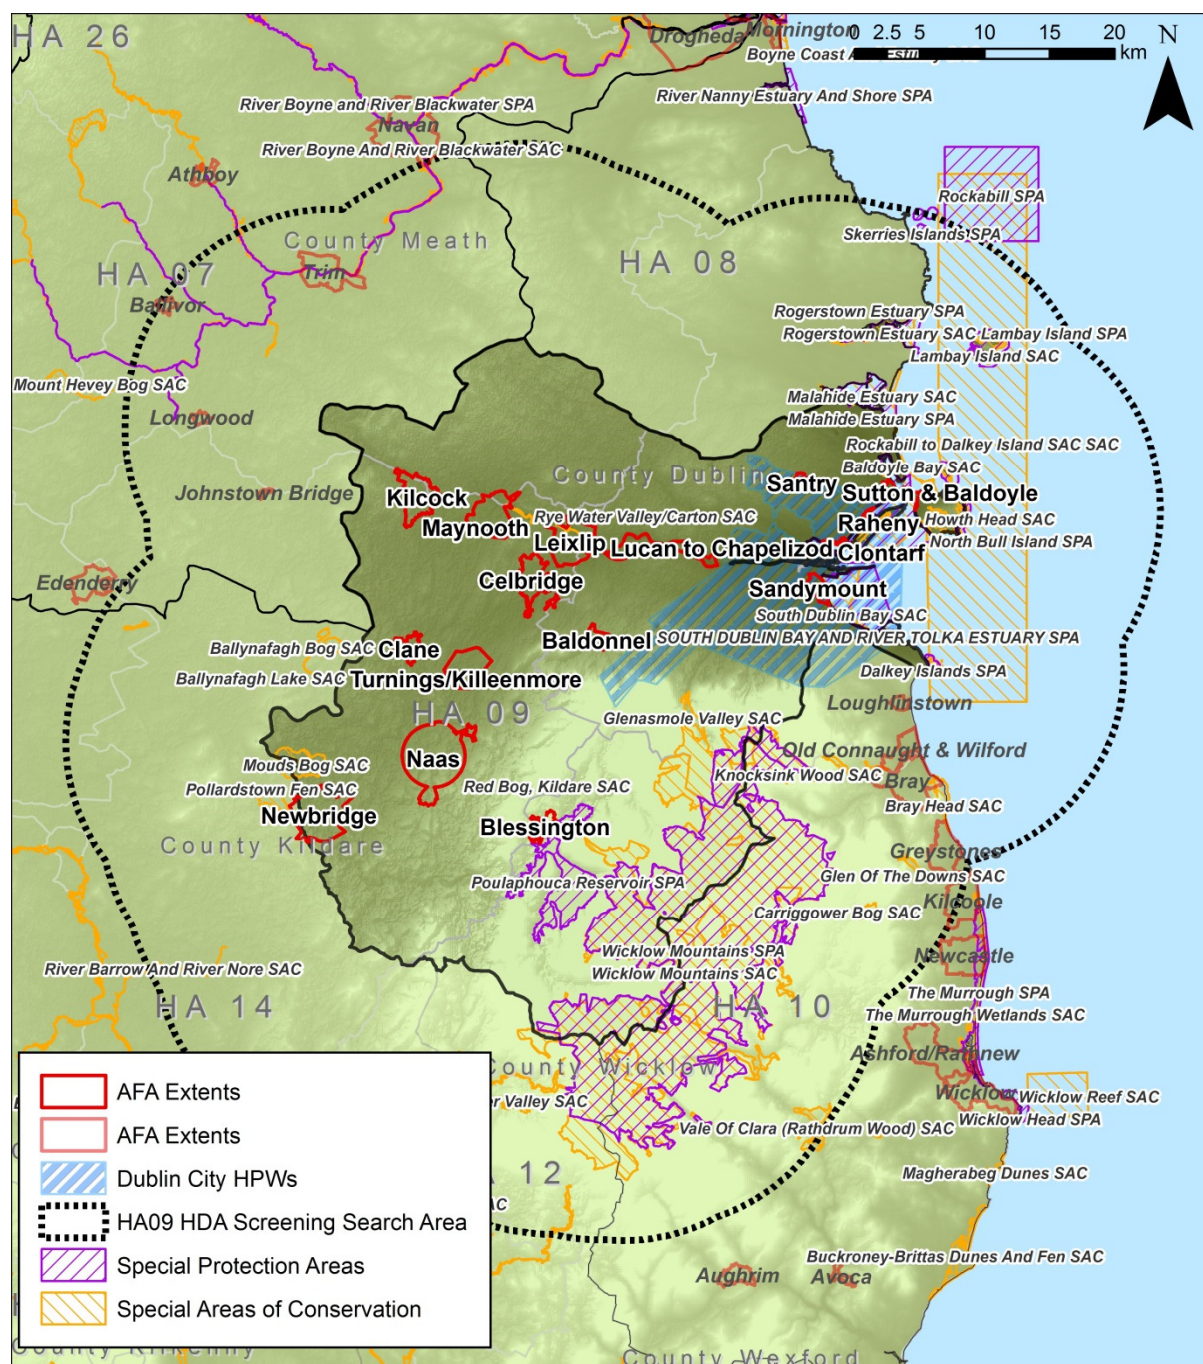 HA 26
Drogheda
Mornington
0 2.5 5 10 15 20
km
N
Boyne Coast A
River Nanny Estuary And Shore SPA
River Boyne and River Blackwater SPA
Navan
River Boyne And River Blackwater SAC
Athboy
Rockabill SPA
County Meath
Skerries Islands SPA
HA 08
HA 07
Trim
Ballivor
Rogerstown Estuary SPA
Rogerstown Estuary SAC
Lambay Island SPA
Lambay Island SAC
Mount Hevey Bog SAC
Malahide Estuary SAC
Longwood
Malahide Estuary SPA
Rockabill to Dalkey Island SAC SAC
County Dublin
Baldoyle Bay SAC
Johnstown Bridge
Santry
Sutton & Baldoyle
Kilcock
Maynooth
Rye Water Valley/Carton SAC
Raheny
Howth Head SAC
North Bull Island SPA
Leixlip
Lucan to Chapelizod
Clontarf
Edenderry
Celbridge
Sandymount
South Dublin Bay SAC
Baldonnel
SOUTH DUBLIN BAY AND RIVER TOLKA ESTUARY SPA
Ballynafagh Bog SAC
Clane
Ballynafagh Lake SAC
Turnings/Killeenmore
Dalkey Islands SPA
Loughlinstown
HA 09
Glenasmole Valley SAC
Old Connaught & Wilford
Naas
Mouds Bog SAC
Knocksink Wood SAC
Bray
Pollardstown Fen SAC
Red Bog, Kildare SAC
Bray Head SAC
Newbridge
Blessington
County Kildare
Greystones
Poulaphouca Reservoir SPA
Glen Of The Downs SAC
Kilcoole
Carriggower Bog SAC
Wicklow Mountains SPA
Newcastle
River Barrow And River Nore SAC
Wicklow Mountains SAC
The Murrough SPA
HA 14
HA 10
The Murrough Wetlands SAC
Ashford/Rathnew
County Wicklow
Wicklow
Wicklow Reef SAC
er Valley SAC
Wicklow Head SPA
Vale Of Clara (Rathdrum Wood) SAC
12
Magherabeg Dunes SAC
AC
Buckroney-Brittas Dunes And Fen SAC
Aughrim
Avoca
County Wexford
AFA Extents
AFA Extents
Dublin City HPWs
HA09 HDA Screening Search Area
Special Protection Areas
Special Areas of Conservation
County Kilkenny